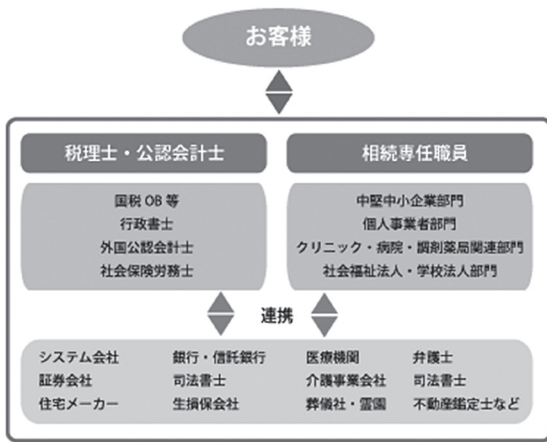 お客様
税理士・公認会計士
相続専任職員
国税OB等
行政書士
外国公認会計士
社会保険労務士
中堅中小企業部門
個人事業者部門
クリニック・病院・調剤薬局関連部門
社会福祉法人・学校法人部門
連携
システム会社 銀行・信託銀行 医療機関 弁護士
証券会社 司法書士 介護事業会社 司法書士
住宅メーカー 生損保会社 葬儀社・霊園 不動産鑑定士など